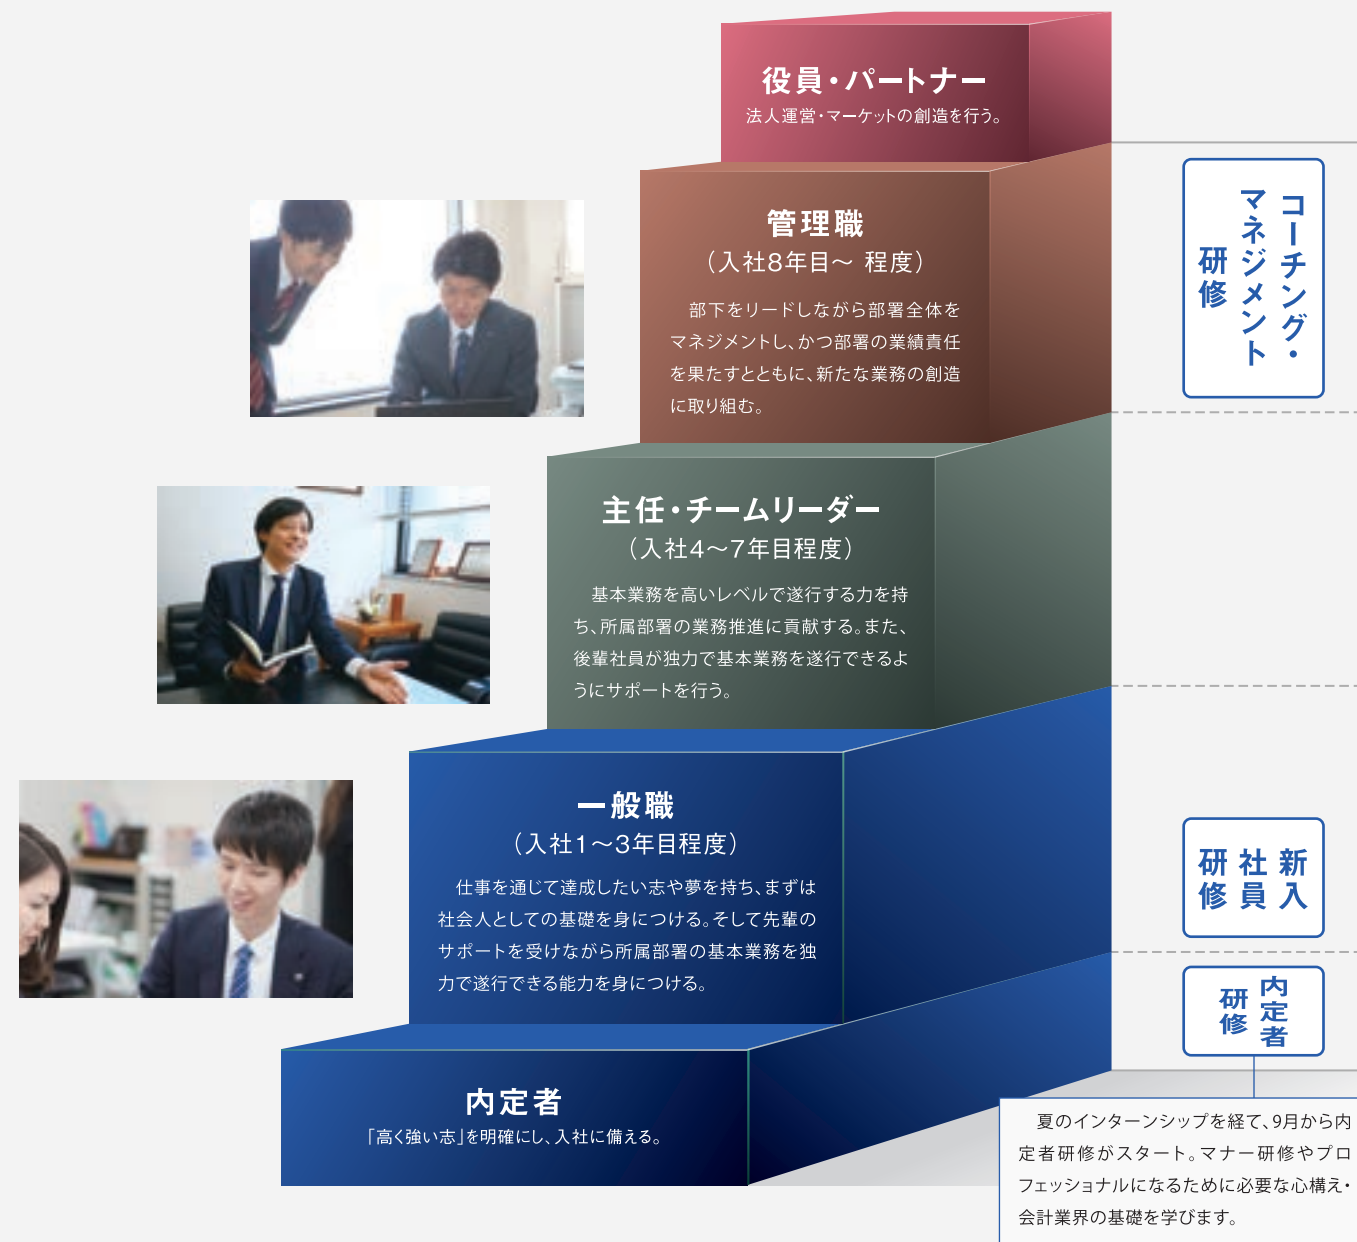 役員・パートナー
法人運営・マーケットの創造を行う。
管理職
（入社8年目～ 程度）
部下をリードしながら部署全体を
マネジメントし、かつ部署の業績責任
を果たすとともに、新たな業務の創造
に取り組む。
コーチング・
マネジメント
研修
主任・チームリーダー
（入社4～7年目程度）
基本業務を高いレベルで遂行する力を持
ち、所属部署の業務推進に貢献する。また、
後輩社員が独力で基本業務を遂行できるよ
うにサポートを行う。
一般職
（入社1～3年目程度）
仕事を通じて達成したい志や夢を持ち、まずは
社会人としての基礎を身につける。そして先輩の
サポートを受けながら所属部署の基本業務を独
力で遂行できる能力を身につける。
新入
社員
研修
内定者
「高く強い志」を明確にし、入社に備える。
内定者
研修
夏のインターンシップを経て、9月から内
定者研修がスタート。マナー研修やプロ
フェッショナルになるために必要な心構え・
会計業界の基礎を学びます。